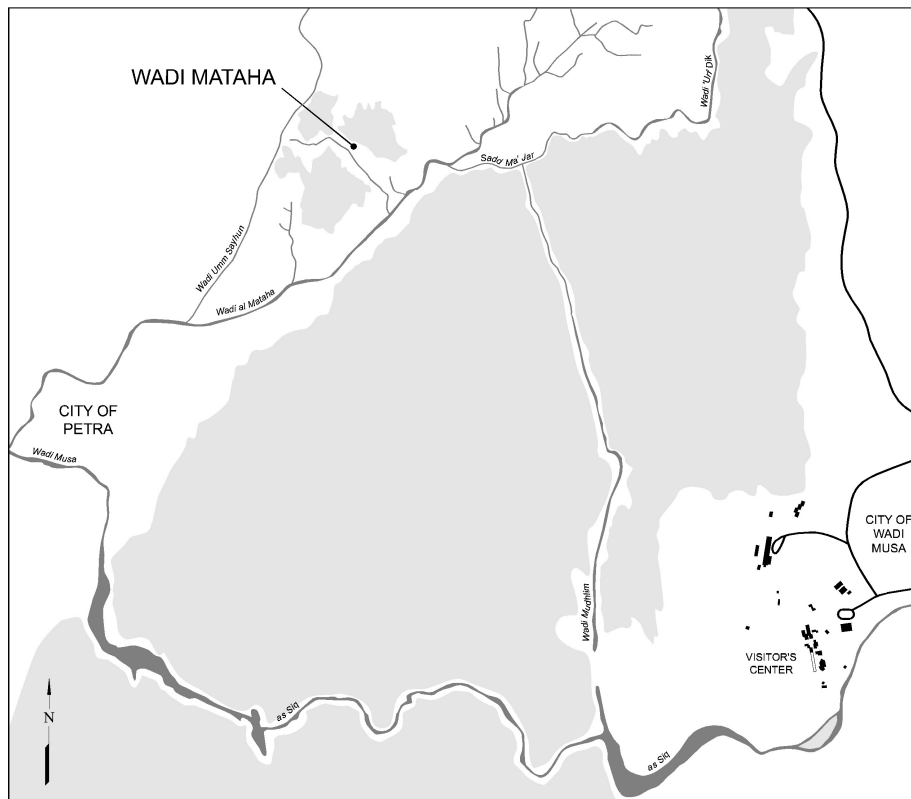 WADI MATAHA
Wadi 'Urf Dik
Sadd Ma' Jar
Wadi Umm Sayhun
Wadi al Mataha
CITY OF
PETRA
Wadi Musa
CITY OF
WADI
MUSA
Wadi Mudhlim
VISITOR'S
CENTER
as Siq
as Siq
N